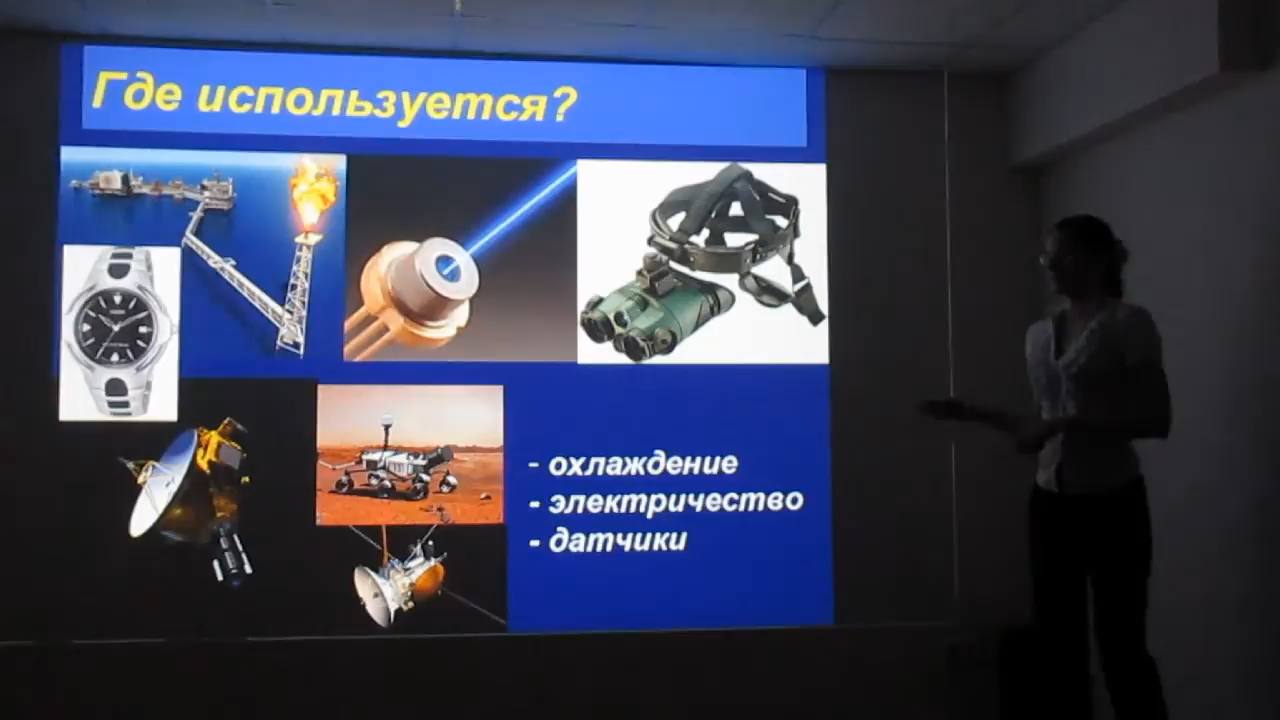 Где используется?
- охлаждение
- электричество
- датчики